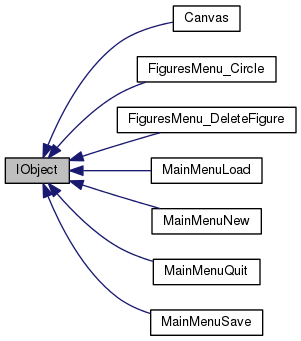 Canvas
FiguresMenu_Circle
FiguresMenu_DeleteFigure
IObject
MainMenuLoad
MainMenuNew
MainMenuQuit
MainMenuSave